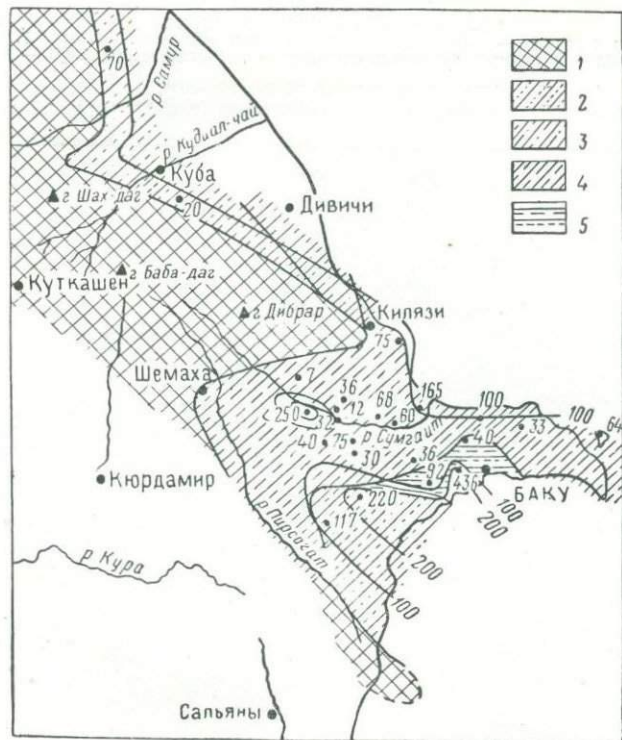 70
р Самур
р Кудиал-чай
Куба
г Шах-даг
20
Дивичи
Куткашен
г Баба-даг
г Дибрар
Килязи
75
Шемаха
7
36
165
100
100
250
32
12
68
60
р Сумгаит
33
64
40
75
30
36
40
92
436
БАКУ
Кюрдамир
220
100
200
117
р Пирсагат
200
р Кура
100
Сальяны
1
2
3
4
5